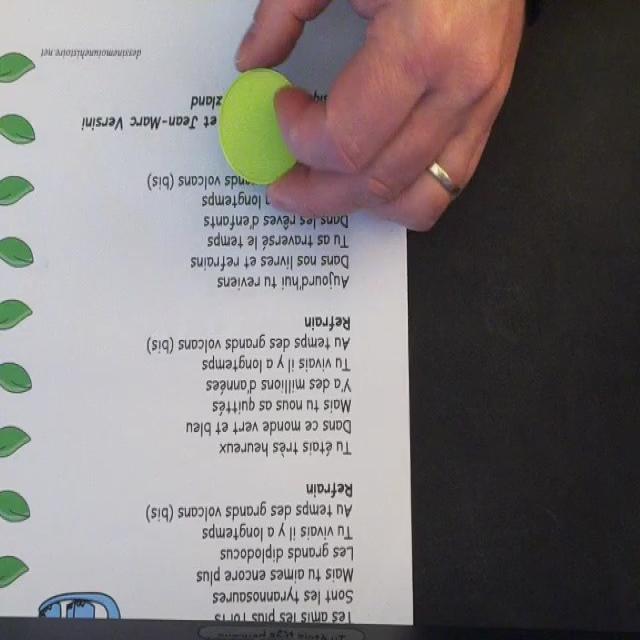 Tes amis les plus forts
Sont les tyrannosaures
Mais tu aimes encore plus
Les grands diplodocus
Tu vivais il y a longtemps
Au temps des grands volcans (bis)
Refrain
Tu étais très heureux
Dans ce monde vert et bleu
Mais tu nous as quittés
Y'a des millions d'années
Tu vivais il y a longtemps
Au temps des grands volcans (bis)
Refrain
Aujourd'hui tu reviens
Dans nos livres et refrains
Tu as traversé le temps
Dans les rêves d'enfants
longtemps
volcans (bis)
et Jean-Marc Versini
dessinemoiunehistoire.net